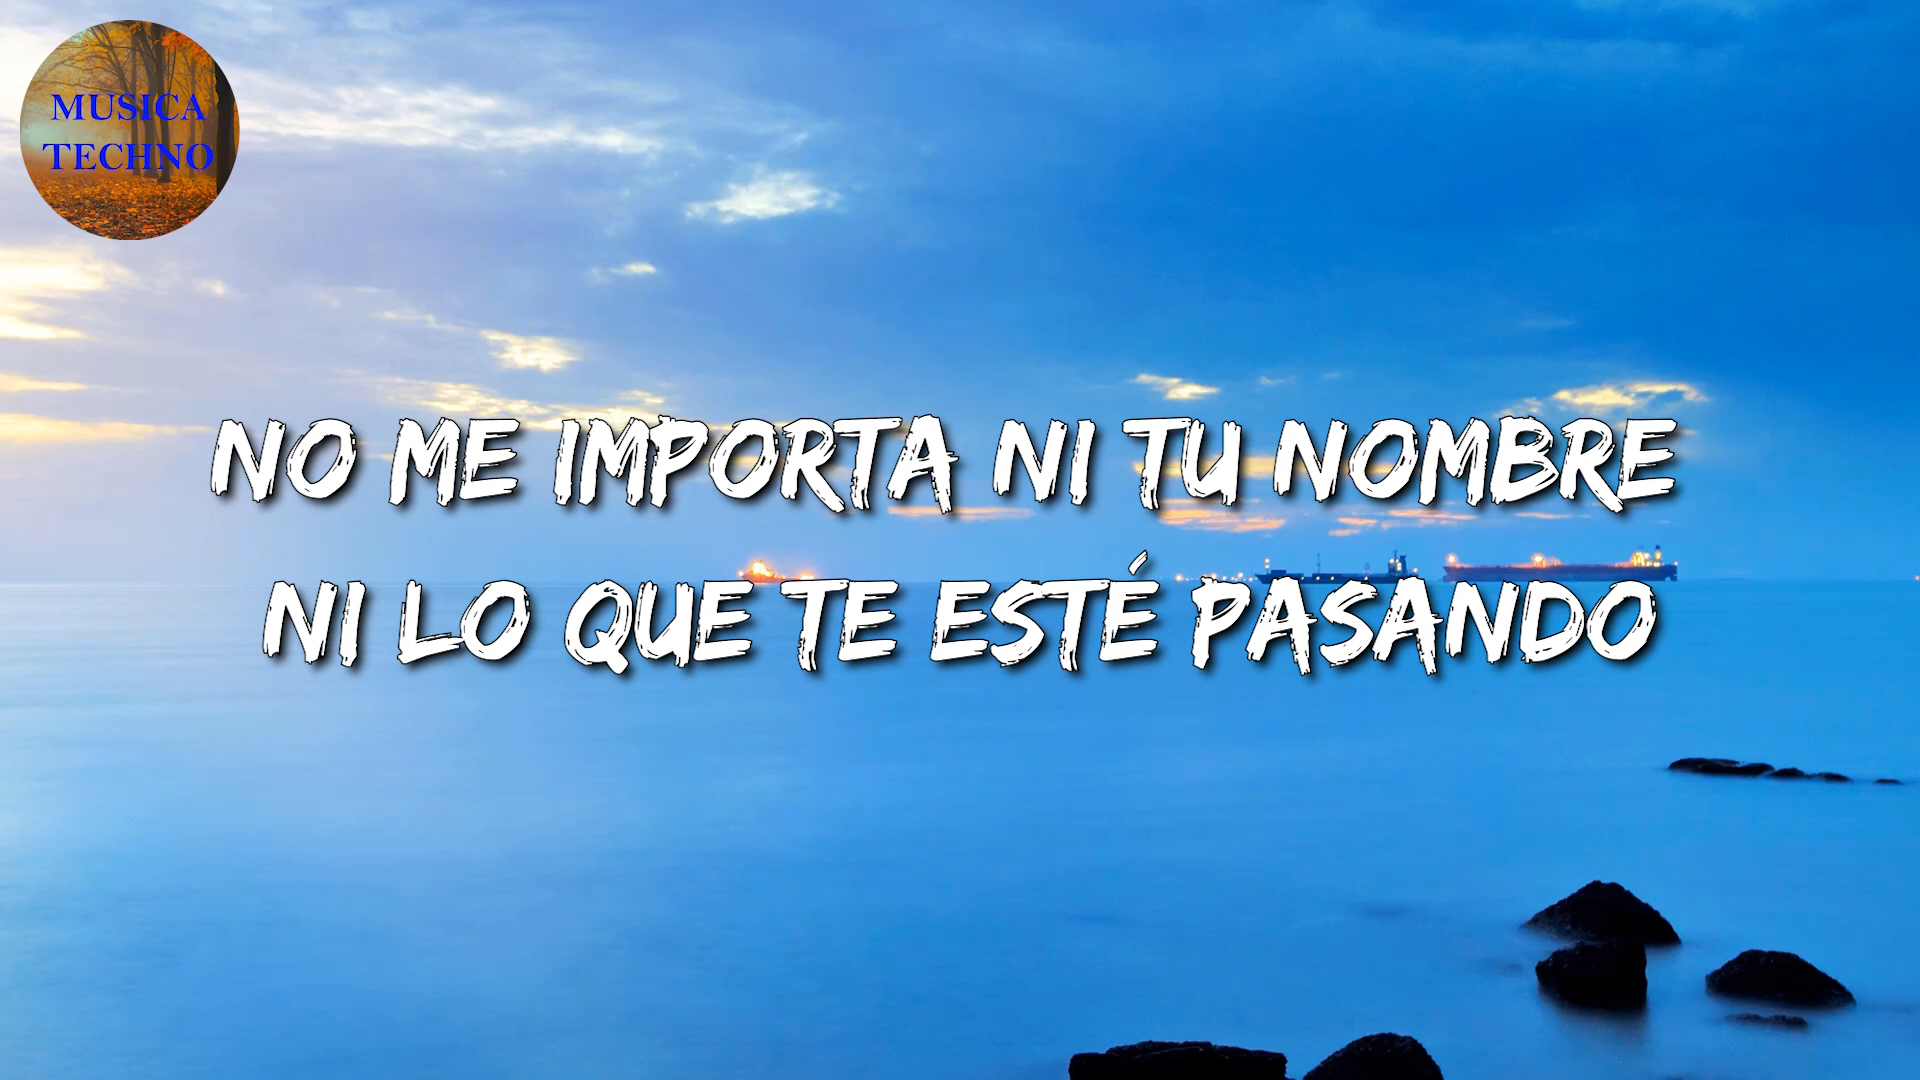 MUSICA
TECHNO
NO ME IMPORTA NI TU NOMBRE
NI LO QUE TE ESTÉ PASANDO